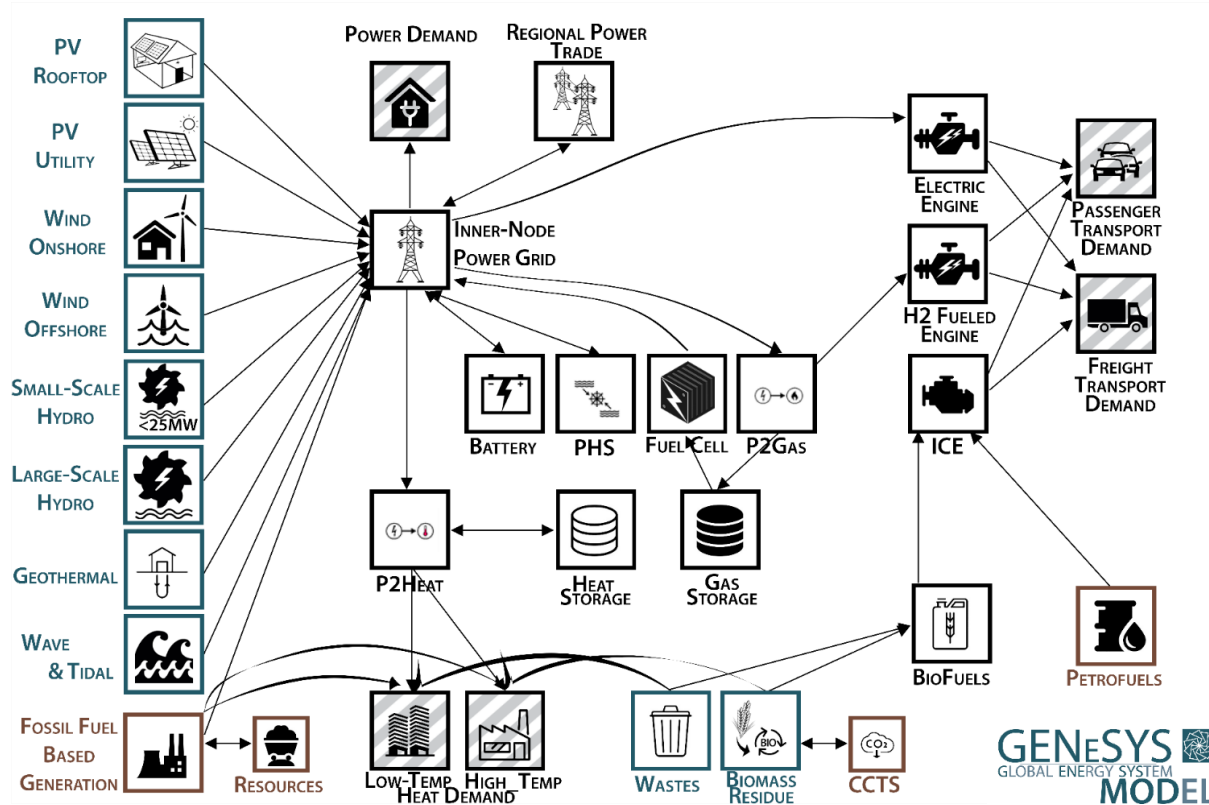 PV
ROOFTOP
PV
UTILITY
WIND
ONSHORE
WIND
OFFSHORE
SMALL-SCALE
HYDRO
<25MW
LARGE-SCALE
HYDRO
GEOTHERMAL
WAVE
& TIDAL
FOSSIL FUEL
BASED
GENERATION
RESOURCES
POWER DEMAND
REGIONAL POWER
TRADE
INNER-NODE
POWER GRID
BATTERY
PHS
FUEL CELL
P2GAS
P2HEAT
HEAT
STORAGE
GAS
STORAGE
LOW-TEMP
HIGH_TEMP
HEAT DEMAND
WASTES
BIO
BIOMASS
RESIDUE
CO2
CCTS
ELECTRIC
ENGINE
H2 FUELED
ENGINE
ICE
PASSENGER
TRANSPORT
DEMAND
FREIGHT
TRANSPORT
DEMAND
BIOFUELS
PETROFUELS
GENESYS
GLOBAL ENERGY SYSTEM
MODEL